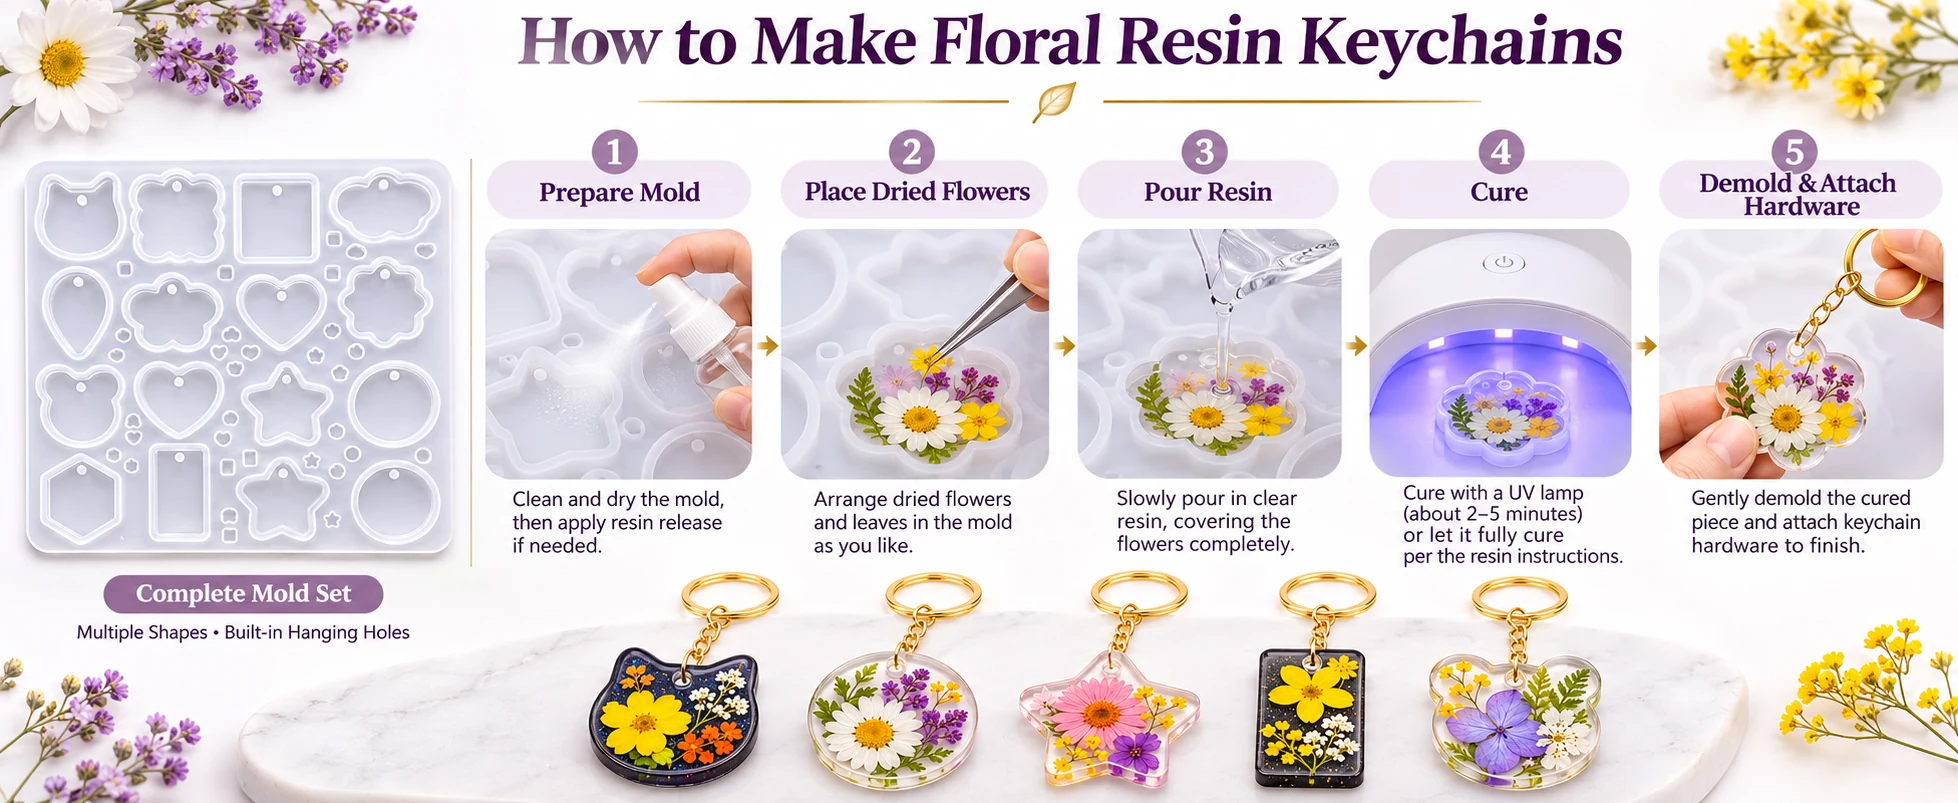 How to Make Floral Resin Keychains
1
Prepare Mold
Clean and dry the mold,
then apply resin release
if needed.
2
Place Dried Flowers
Arrange dried flowers
and leaves in the mold
as you like.
3
Pour Resin
Slowly pour in clear
resin, covering the
flowers completely.
4
Cure
Cure with a UV lamp
(about 2–5 minutes)
or let it fully cure
per the resin instructions.
5
Demold & Attach
Hardware
Gently demold the cured
piece and attach keychain
hardware to finish.
Complete Mold Set
Multiple Shapes • Built-in Hanging Holes